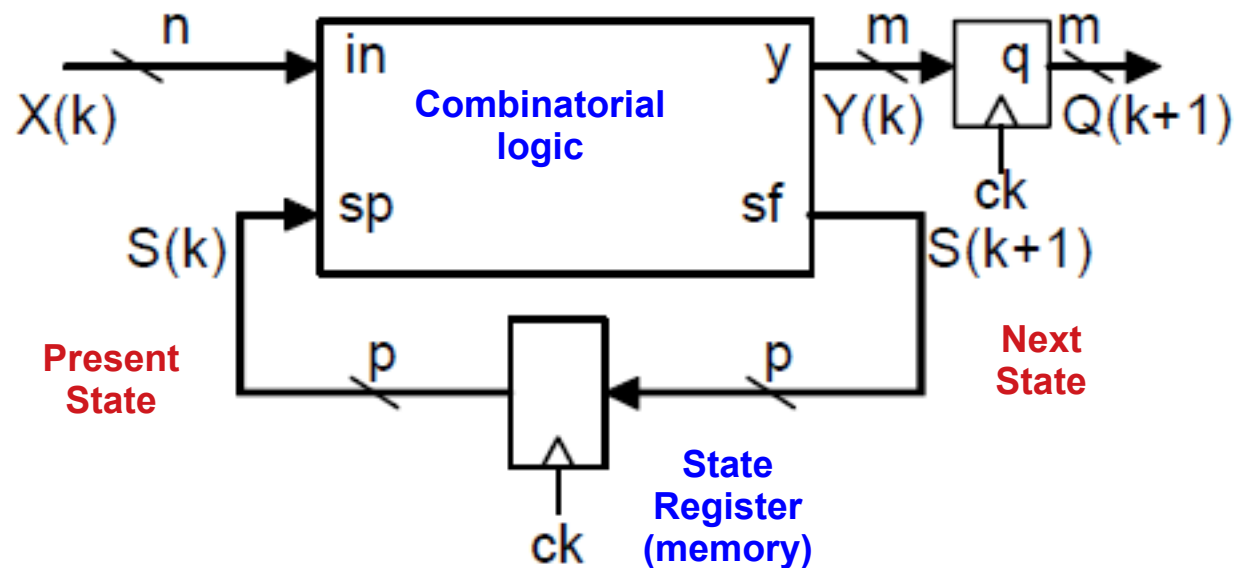 n
in
y
m
q
m
X(k)
Combinatorial
logic
Y(k)
Q(k+1)
ck
sp
sf
S(k)
S(k+1)
Present
State
p
p
Next
State
ck
State
Register
(memory)